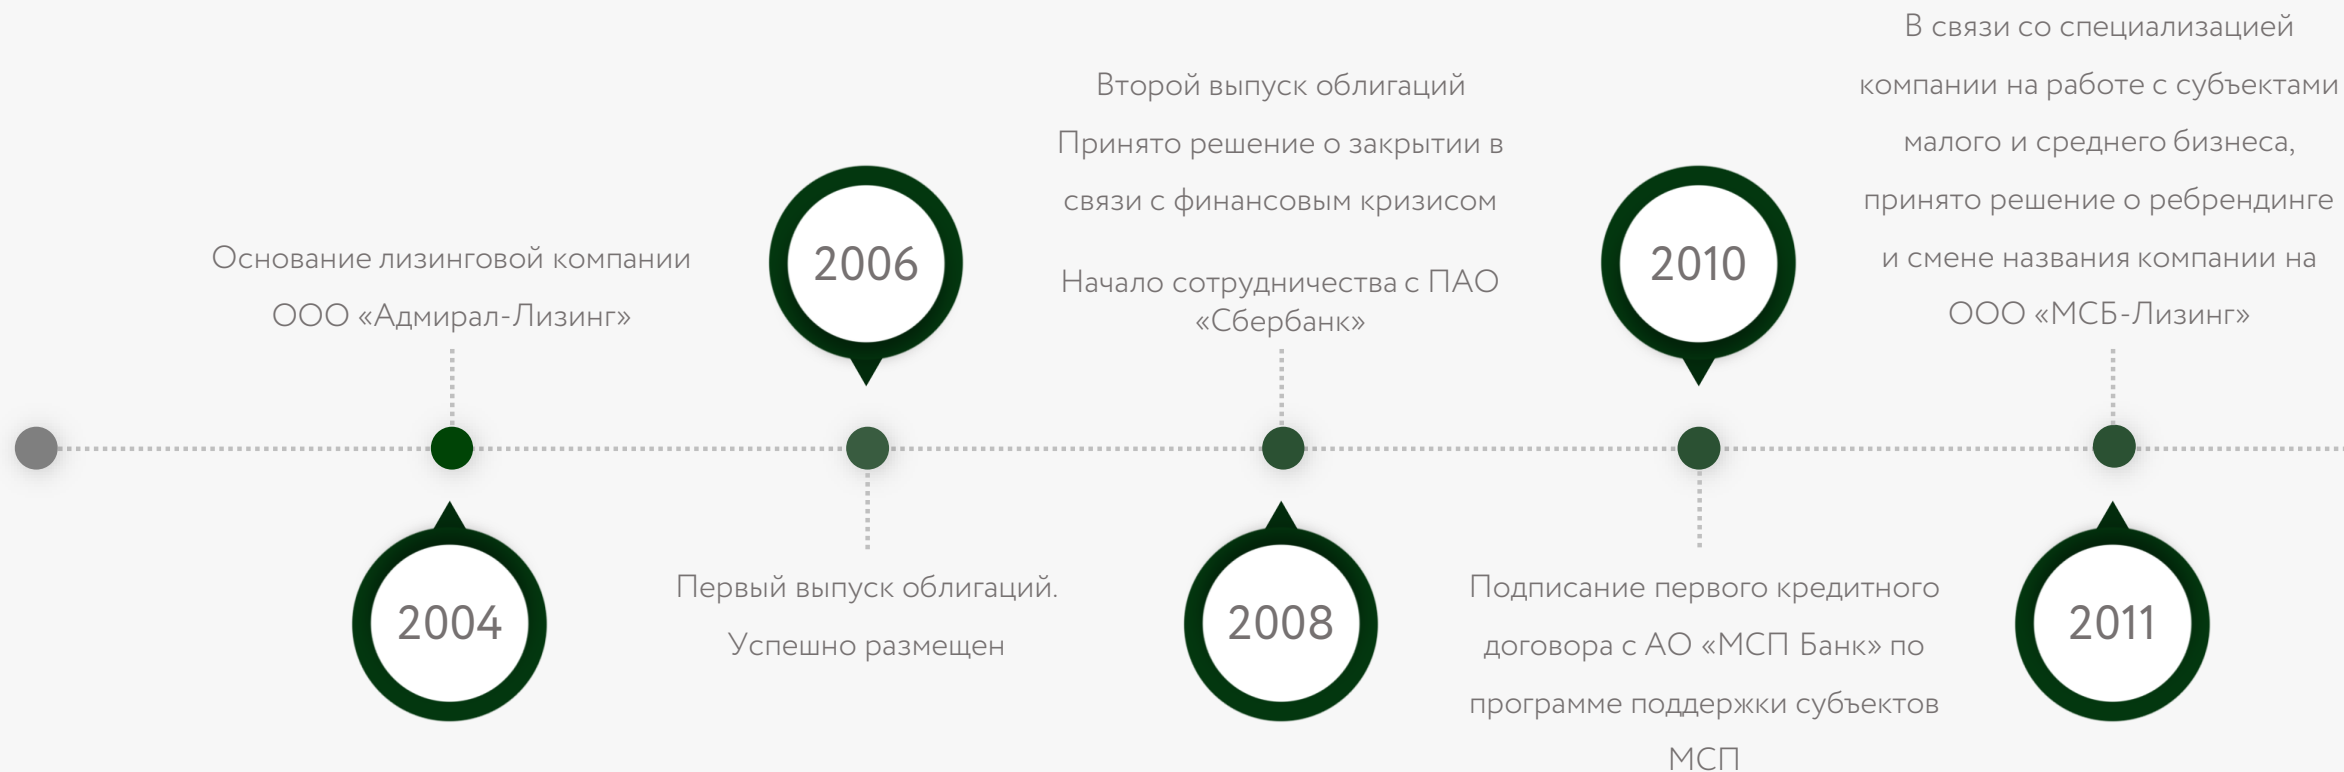 Основание лизинговой компании
ООО «Адмирал-Лизинг»
2004
2006
Первый выпуск облигаций.
Успешно размещен
Второй выпуск облигаций
Принято решение о закрытии в
связи с финансовым кризисом
Начало сотрудничества с ПАО
«Сбербанк»
2008
2010
Подписание первого кредитного
договора с АО «МСП Банк» по
программе поддержки субъектов
МСП
В связи со специализацией
компании на работе с субъектами
малого и среднего бизнеса,
принято решение о ребрендинге
и смене названия компании на
ООО «МСБ-Лизинг»
2011